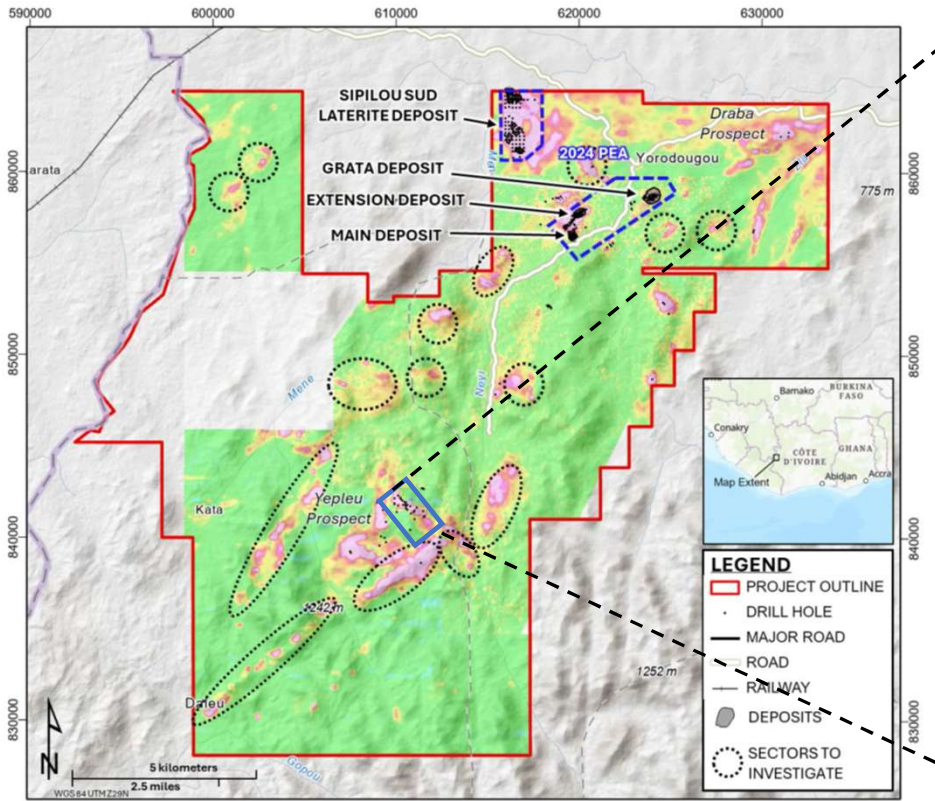 590000
600000
610000
620000
630000
SIPILOU SUD
LATERITE DEPOSIT
Draba
Prospect
2024 PEA
Yorodougou
arata
860000
860000
GRATA DEPOSIT
775 m
EXTENSION DEPOSIT
MAIN DEPOSIT
850000
850000
Mene
Neyi
Bamako
BURKINA
FASO
Conakry
CÔTE
D'IVOIRE
GHANA
Abidjan
Accra
Map Extent
Kata
Yepleu
Prospect
840000
840000
LEGEND
PROJECT OUTLINE
DRILL HOLE
MAJOR ROAD
ROAD
RAILWAY
DEPOSITS
SECTORS TO
INVESTIGATE
1242 m
1252 m
830000
830000
N
5 kilometers
2.5 miles
WGS 84 UTM Z29N
Gopou